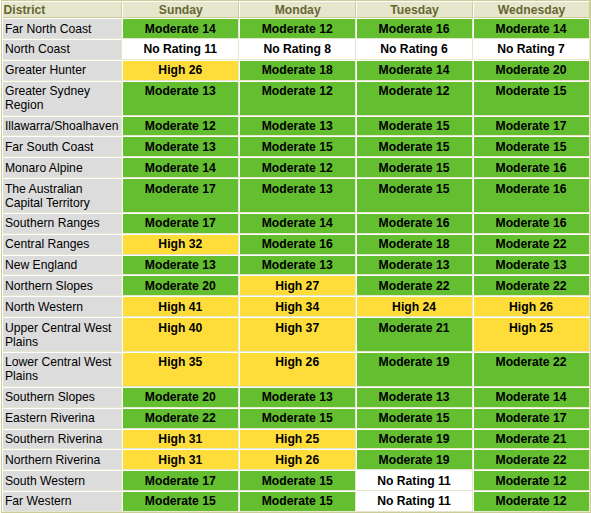 District Sunday Monday Tuesday Wednesday
Far North Coast Moderate 14 Moderate 12 Moderate 16 Moderate 14
North Coast No Rating 11 No Rating 8 No Rating 6 No Rating 7
Greater Hunter High 26 Moderate 18 Moderate 14 Moderate 20
Greater Sydney Moderate 13 Moderate 12 Moderate 12 Moderate 15
Region
Illawarra/Shoalhaven Moderate 12 Moderate 13 Moderate 15 Moderate 17
Far South Coast Moderate 13 Moderate 15 Moderate 15 Moderate 15
Monaro Alpine Moderate 14 Moderate 12 Moderate 15 Moderate 16
The Australian Moderate 17 Moderate 13 Moderate 15 Moderate 16
Capital Territory
Southern Ranges Moderate 17 Moderate 14 Moderate 16 Moderate 16
Central Ranges High 32 Moderate 16 Moderate 18 Moderate 22
New England Moderate 13 Moderate 13 Moderate 13 Moderate 13
Northern Slopes Moderate 20 High 27 Moderate 22 Moderate 22
North Western High 41 High 34 High 24 High 26
Upper Central West High 40 High 37 Moderate 21 High 25
Plains
Lower Central West High 35 High 26 Moderate 19 Moderate 22
Plains
Southern Slopes Moderate 20 Moderate 13 Moderate 13 Moderate 14
Eastern Riverina Moderate 22 Moderate 15 Moderate 15 Moderate 17
Southern Riverina High 31 High 25 Moderate 19 Moderate 21
Northern Riverina High 31 High 26 Moderate 19 Moderate 22
South Western Moderate 17 Moderate 15 No Rating 11 Moderate 12
Far Western Moderate 15 Moderate 15 No Rating 11 Moderate 12